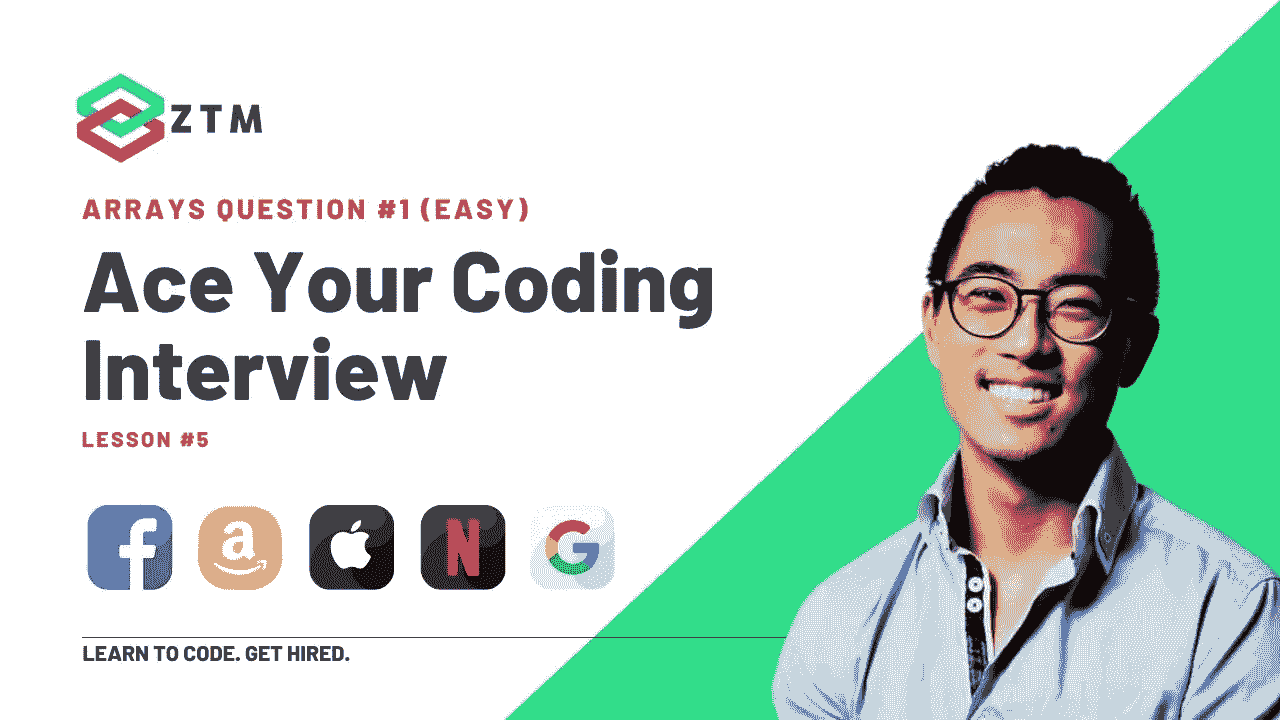 ZTM
ARRAYS QUESTION #1 (EASY)
Ace Your Coding
Interview
LESSON #5
f a N G
LEARN TO CODE. GET HIRED.